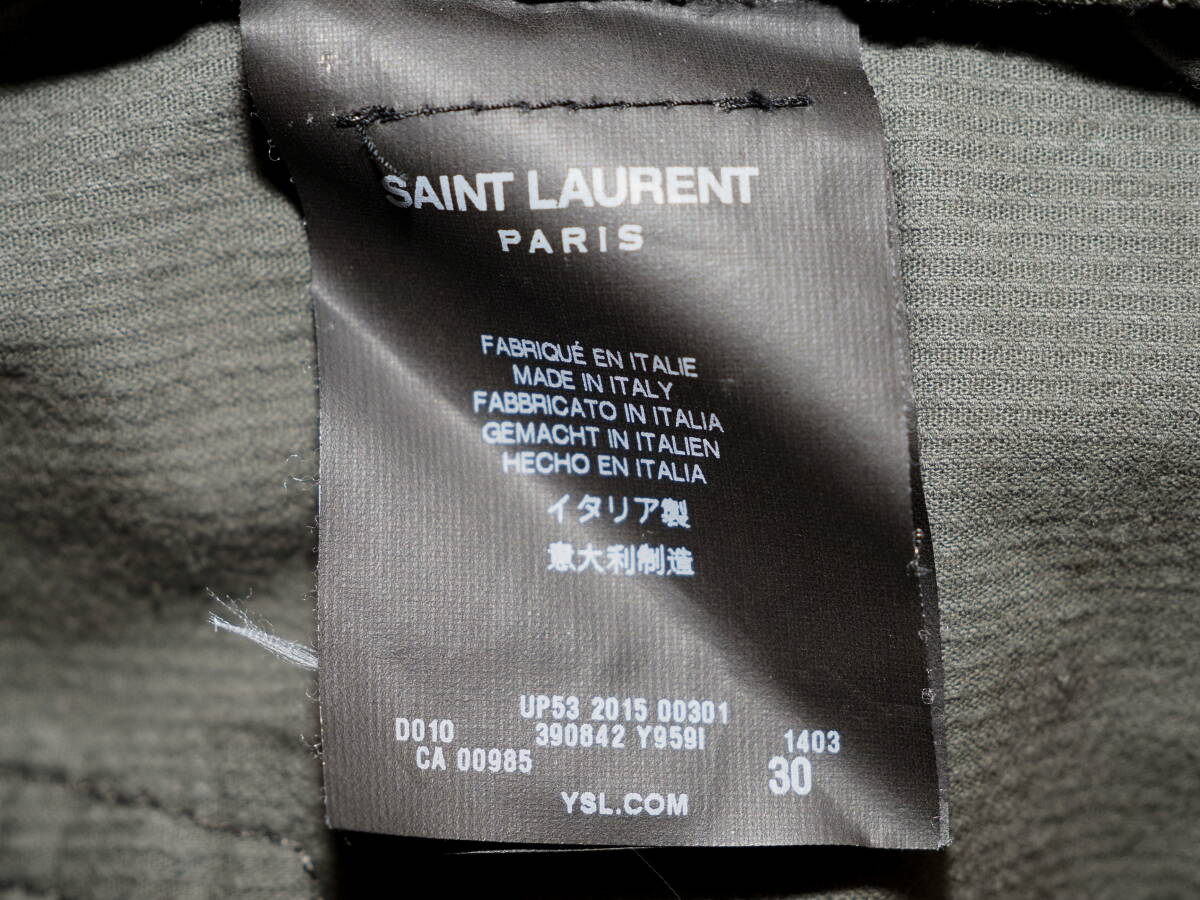 SAINT LAURENT
PARIS
FABRIQUÉ EN ITALIE
MADE IN ITALY
FABBRICATO IN ITALIA
GEMACHT IN ITALIEN
HECHO EN ITALIA
イタリア製
意大利制造
UP53 2015 00301
D010 390842 Y959I 1403
CA 00985 30
YSL.COM